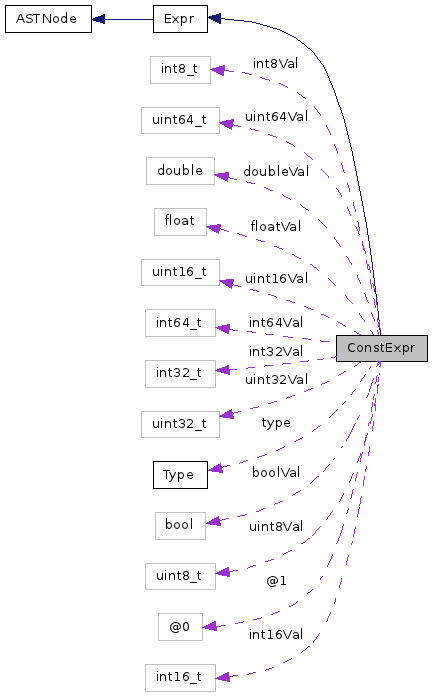 ASTNode
Expr
int8_t
int8Val
uint64_t
uint64Val
double
doubleVal
float
floatVal
uint16_t
uint16Val
int64_t
int64Val
ConstExpr
int32_t
int32Val
uint32_t
uint32Val
type
Type
boolVal
bool
uint8Val
uint8_t
@1
@0
int16Val
int16_t